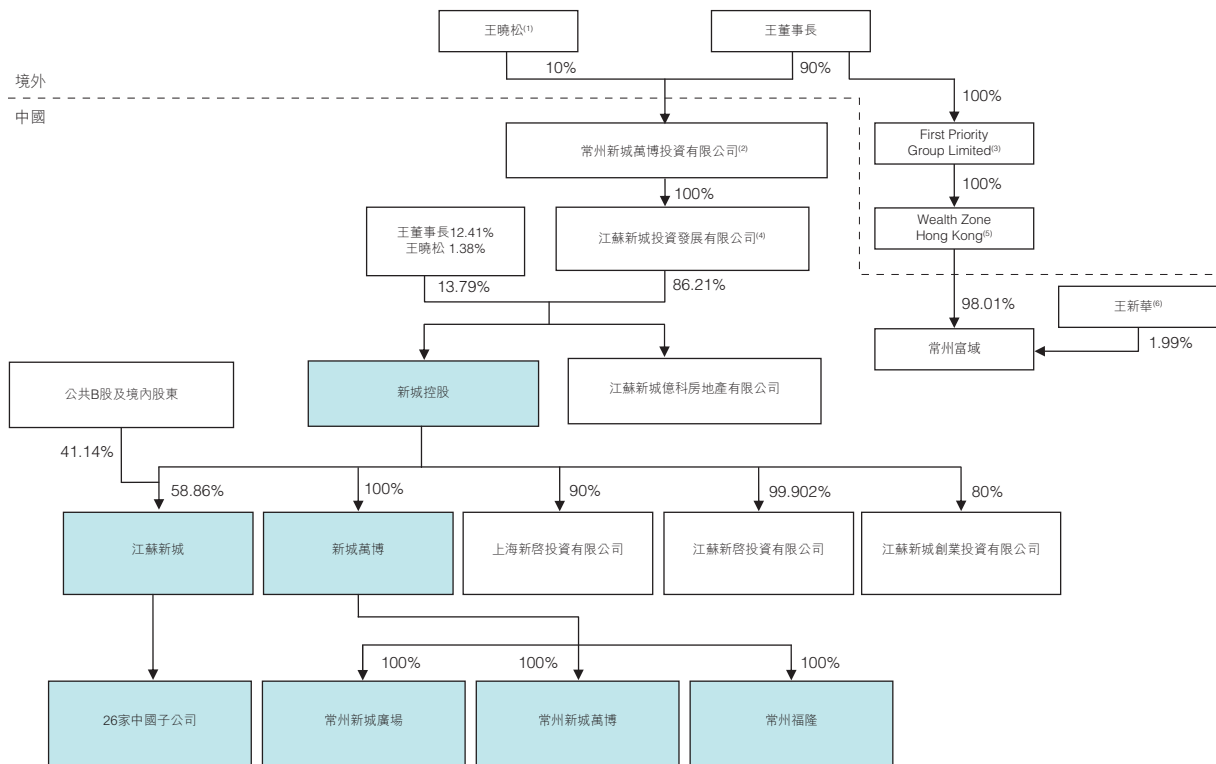 王曉松(1)
王董事長
10%
90%
境外
100%
中國
First Priority
Group Limited(3)
常州新城萬博投資有限公司(2)
100%
100%
王董事長12.41%
王曉松 1.38%
江蘇新城投資發展有限公司(4)
Wealth Zone
Hong Kong(5)
13.79%
86.21%
98.01%
王新華(6)
1.99%
常州富域
公共B股及境內股東
新城控股
江蘇新城億科房地產有限公司
41.14%
58.86%
100%
90%
99.902%
80%
江蘇新城
新城萬博
上海新啓投資有限公司
江蘇新啓投資有限公司
江蘇新城創業投資有限公司
100%
100%
100%
26家中國子公司
常州新城廣場
常州新城萬博
常州福隆